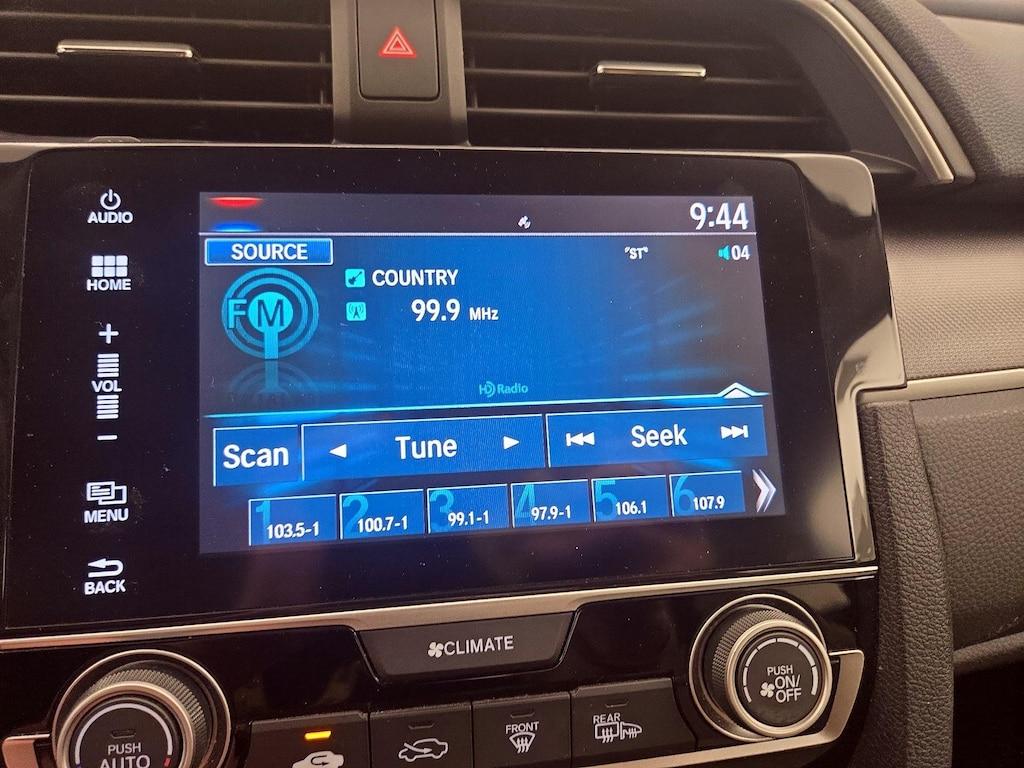 AUDIO
HOME
+
VOL
−
MENU
BACK
9:44
SOURCE
"ST"
04
FM
COUNTRY
99.9 MHz
HD Radio
Scan
Tune
Seek
1 103.5-1
2 100.7-1
3 99.1-1
4 97.9-1
5 106.1
6 107.9
CLIMATE
PUSH
AUTO
FRONT
REAR
PUSH
ON/
OFF